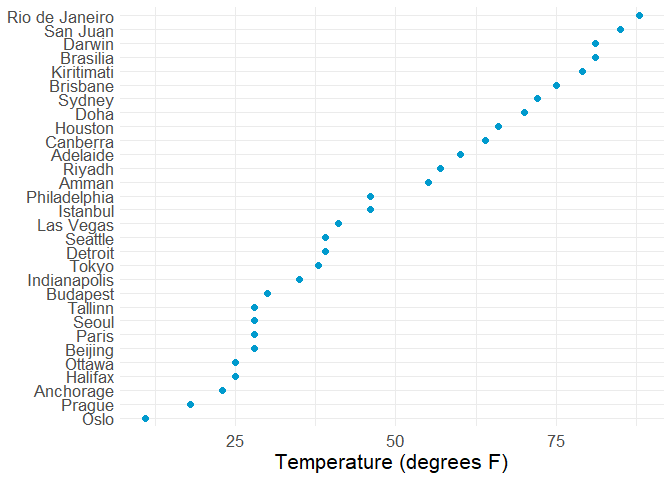 Rio de Janeiro
San Juan
Darwin
Brasilia
Kiritimati
Brisbane
Sydney
Doha
Houston
Canberra
Adelaide
Riyadh
Amman
Philadelphia
Istanbul
Las Vegas
Seattle
Detroit
Tokyo
Indianapolis
Budapest
Tallinn
Seoul
Paris
Beijing
Ottawa
Halifax
Anchorage
Prague
Oslo
25 50 75
Temperature (degrees F)